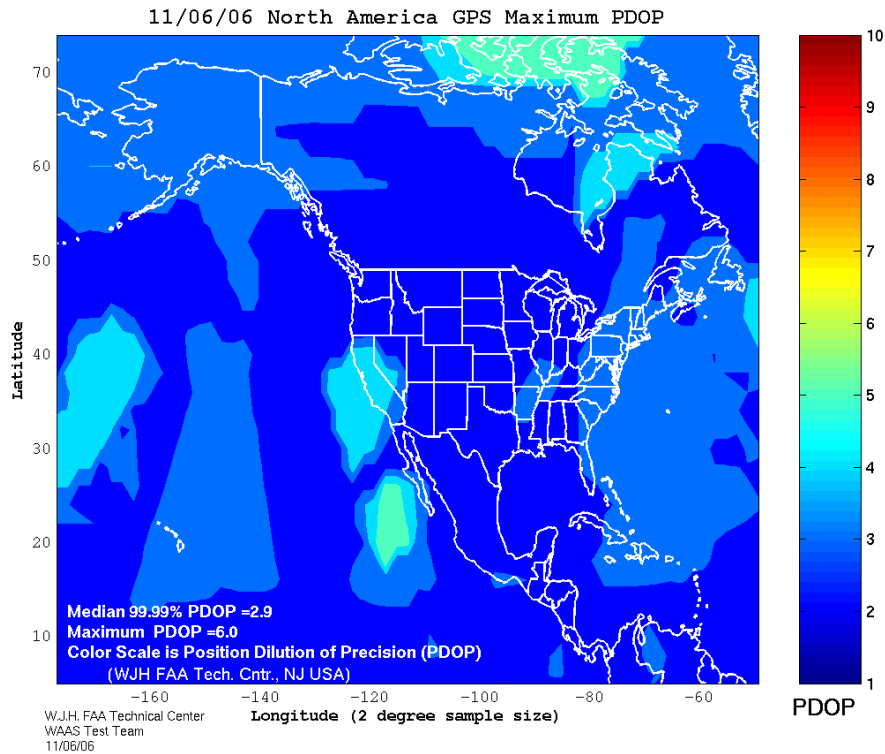 11/06/06 North America GPS Maximum PDOP
70
60
50
40
30
20
10
Latitude
Median 99.99% PDOP =2.9
Maximum PDOP =6.0
Color Scale is Position Dilution of Precision (PDOP)
(WJH FAA Tech. Cntr., NJ USA)
-160 -140 -120 -100 -80 -60
Longitude (2 degree sample size)
W.J.H. FAA Technical Center
WAAS Test Team
11/06/06
10
9
8
7
6
5
4
3
2
1
PDOP